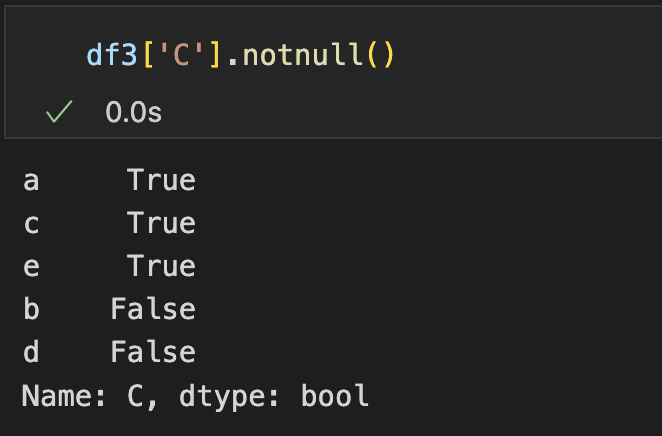 df3['C'].notnull()
0.0s
a True
c True
e True
b False
d False
Name: C, dtype: bool